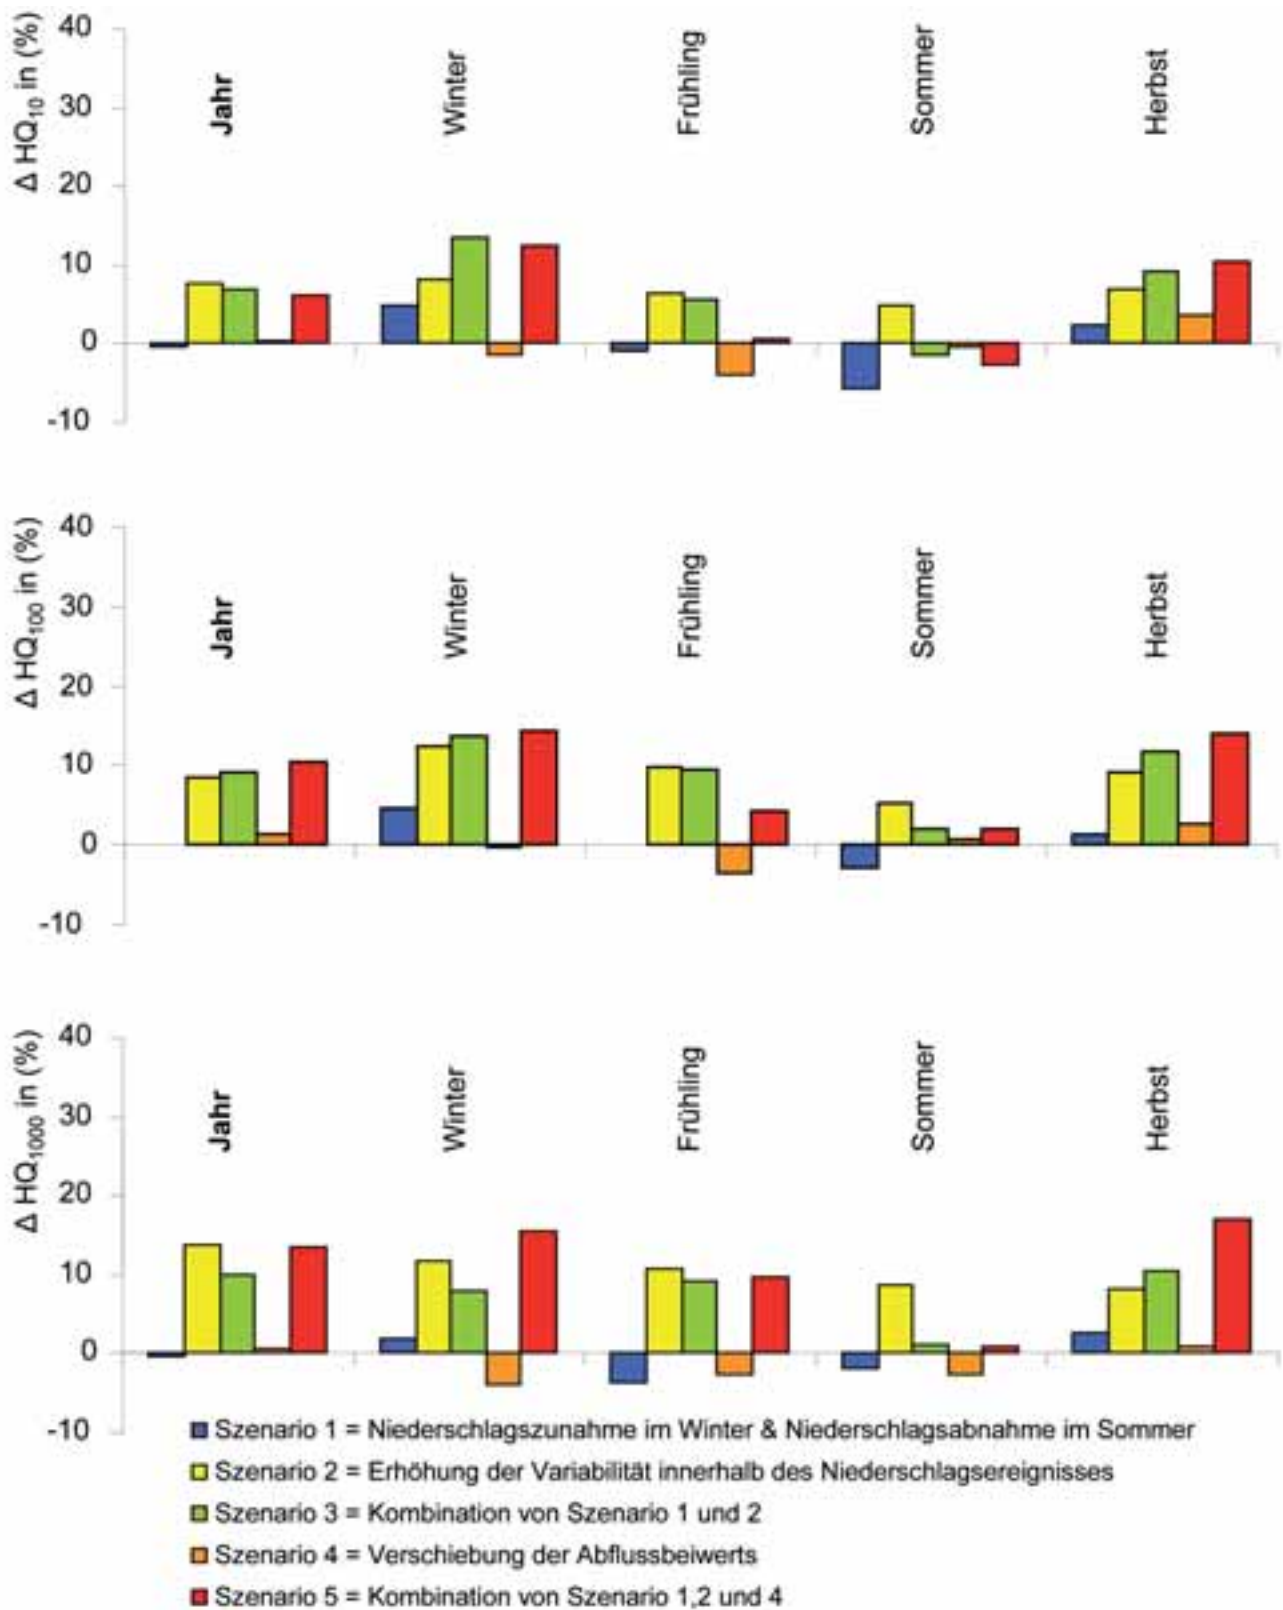 Δ HQ10 in (%)
40
30
20
10
0
-10
Jahr
Winter
Frühling
Sommer
Herbst
Δ HQ100 in (%)
40
30
20
10
0
-10
Jahr
Winter
Frühling
Sommer
Herbst
Δ HQ1000 in (%)
40
30
20
10
0
-10
Jahr
Winter
Frühling
Sommer
Herbst
Szenario 1 = Niederschlagszunahme im Winter & Niederschlagsabnahme im Sommer
Szenario 2 = Erhöhung der Variabilität innerhalb des Niederschlagsereignisses
Szenario 3 = Kombination von Szenario 1 und 2
Szenario 4 = Verschiebung der Abflussbeiwerts
Szenario 5 = Kombination von Szenario 1,2 und 4